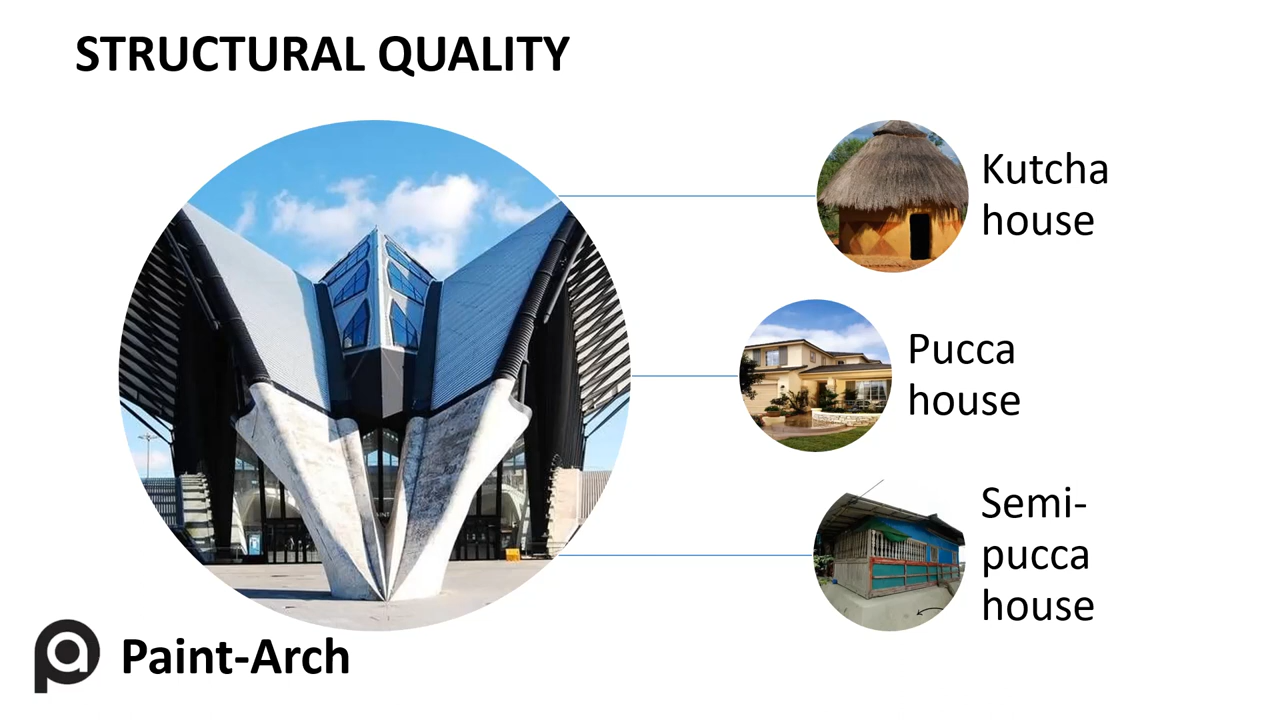 STRUCTURAL QUALITY
Kutcha
house
Pucca
house
Semi-
pucca
house
Paint-Arch